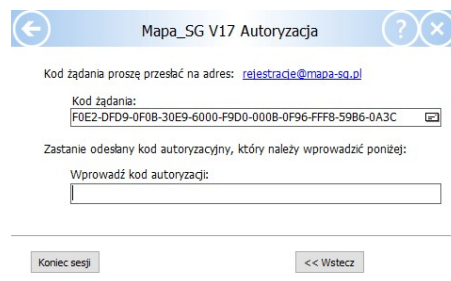 Mapa_SG V17 Autoryzacja
Kod żądania proszę przesłać na adres: rejestracje@mapa-sg.pl
Kod żądania:
F0E2-DFD9-0F0B-30E9-6000-F9D0-000B-0F96-FFF8-59B6-0A3C
Zastanie odesłany kod autoryzacyjny, który należy wprowadzić poniżej:
Wprowadź kod autoryzacji:
Koniec sesji
<< Wstecz